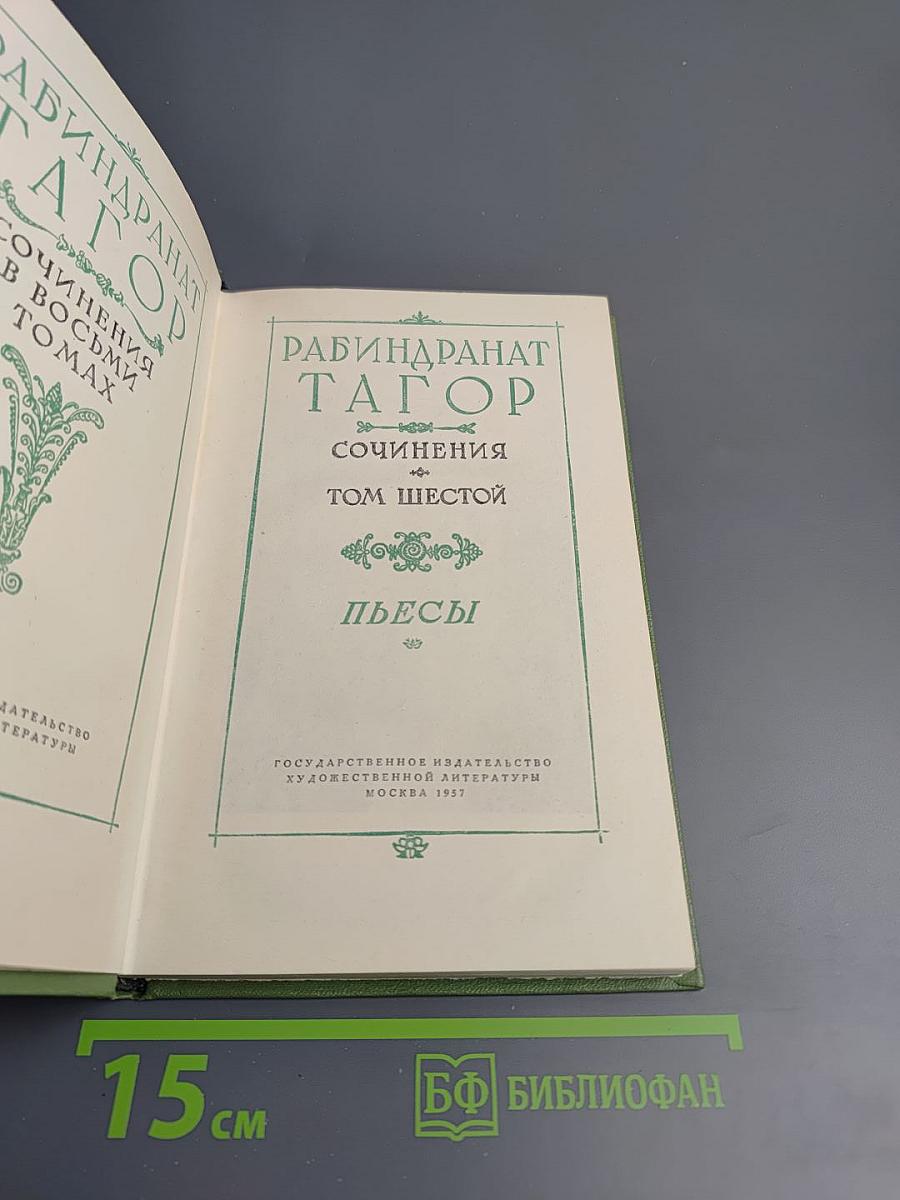 РАБИНДРАНАТ
ТАГОР
СОЧИНЕНИЯ
В ВОСЬМИ
ТОМАХ
РАБИНДРАНАТ
ТАГОР
СОЧИНЕНИЯ
ТОМ ШЕСТОЙ
ПЬЕСЫ
ГОСУДАРСТВЕННОЕ ИЗДАТЕЛЬСТВО
ХУДОЖЕСТВЕННОЙ ЛИТЕРАТУРЫ
МОСКВА 1957
15 см
БФ БИБЛИОФАН